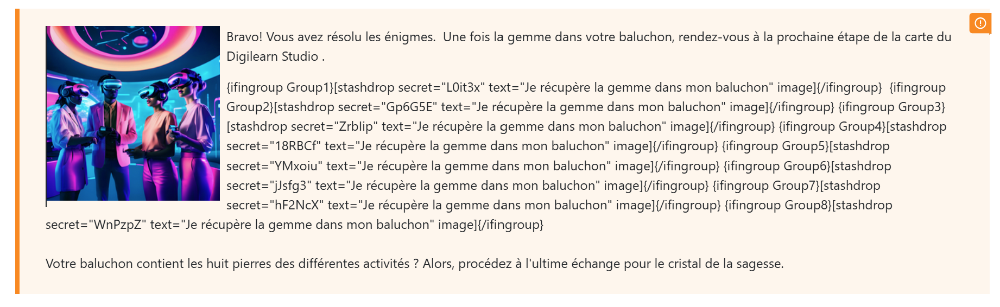 Bravo! Vous avez résolu les énigmes.  Une fois la gemme dans votre baluchon, rendez-vous à la prochaine étape de la carte du
Digilearn Studio .
{ifingroup Group1}[stashdrop secret="L0it3x" text="Je récupère la gemme dans mon baluchon" image]{/ifingroup}  {ifingroup
Group2}[stashdrop secret="Gp6G5E" text="Je récupère la gemme dans mon baluchon" image]{/ifingroup} {ifingroup Group3}
[stashdrop secret="ZrbIip" text="Je récupère la gemme dans mon baluchon" image]{/ifingroup} {ifingroup Group4}[stashdrop
secret="18RBCf" text="Je récupère la gemme dans mon baluchon" image]{/ifingroup} {ifingroup Group5}[stashdrop
secret="YMxoiu" text="Je récupère la gemme dans mon baluchon" image]{/ifingroup} {ifingroup Group6}[stashdrop
secret="jJsfg3" text="Je récupère la gemme dans mon baluchon" image]{/ifingroup} {ifingroup Group7}[stashdrop
secret="hF2NcX" text="Je récupère la gemme dans mon baluchon" image]{/ifingroup} {ifingroup Group8}[stashdrop
secret="WnPzpZ" text="Je récupère la gemme dans mon baluchon" image]{/ifingroup}
Votre baluchon contient les huit pierres des différentes activités ? Alors, procédez à l'ultime échange pour le cristal de la sagesse.